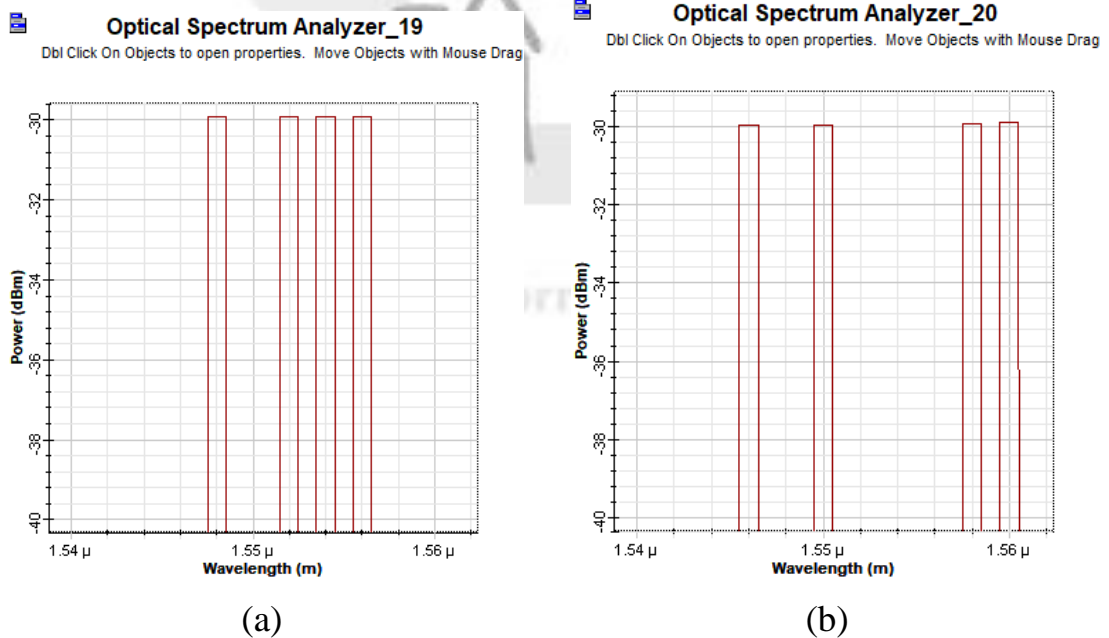 Optical Spectrum Analyzer_19
Dbl Click On Objects to open properties. Move Objects with Mouse Drag
-30
-32
-34
-36
-38
-40
Power (dBm)
1.54 µ
1.55 µ
1.56 µ
Wavelength (m)
(a)
Optical Spectrum Analyzer_20
Dbl Click On Objects to open properties. Move Objects with Mouse Drag
-30
-32
-34
-36
-38
-40
Power (dBm)
1.54 µ
1.55 µ
1.56 µ
Wavelength (m)
(b)